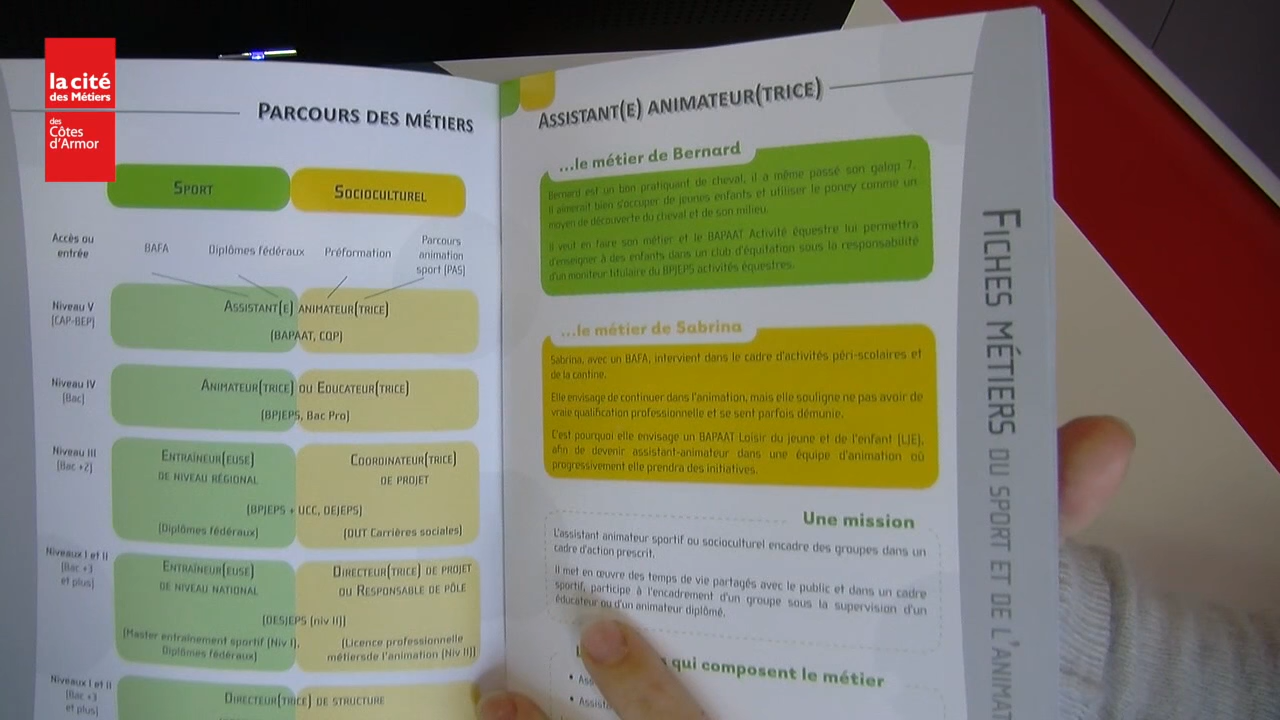 la cité
des Métiers
des
Côtes
d'Armor
PARCOURS DES MÉTIERS
SPORT
SOCIOCULTUREL
Accès ou
entrée
BAFA
Diplômes fédéraux
Préformation
Parcours
animation
sport (PAS)
Niveau V
(CAP-BEP)
ASSISTANT(E) ANIMATEUR(TRICE)
(BAPAAT, CQP)
Niveau IV
(Bac)
ANIMATEUR(TRICE) OU EDUCATEUR(TRICE)
(BPJEPS, Bac Pro)
Niveau III
(Bac +2)
ENTRAÎNEUR(EUSE)
DE NIVEAU RÉGIONAL
COORDINATEUR(TRICE)
DE PROJET
(BPJEPS + UCC, DEJEPS)
(Diplômes fédéraux)
(DUT Carrières sociales)
Niveaux I et II
(Bac +3
et plus)
ENTRAÎNEUR(EUSE)
DE NIVEAU NATIONAL
DIRECTEUR(TRICE) DE PROJET
OU RESPONSABLE DE PÔLE
(DESJEPS (niv II))
(Master entraînement sportif (Niv I),
Diplômes fédéraux)
(Licence professionnelle
métiersde l'animation (Niv II))
Niveaux I et II
(Bac +3
et plus)
DIRECTEUR(TRICE) DE STRUCTURE
ASSISTANT(E) ANIMATEUR(TRICE)
...le métier de Bernard
Bernard est un bon pratiquant de cheval, il a même passé son galop 7.
Il aimerait bien s'occuper de jeunes enfants et utiliser le poney comme un
moyen de découverte du cheval et de son milieu.
Il veut en faire son métier et le BAPAAT Activité équestre lui permettra
d'enseigner à des enfants dans un club d'équitation sous la responsabilité
d'un moniteur titulaire du BPJEPS activités équestres.
...le métier de Sabrina
Sabrina, avec un BAFA, intervient dans le cadre d'activités péri-scolaires et
de la cantine.
Elle envisage de continuer dans l'animation, mais elle souligne ne pas avoir de
vraie qualification professionnelle et se sent parfois démunie.
C'est pourquoi elle envisage un BAPAAT Loisir du jeune et de l'enfant (LJE),
afin de devenir assistant-animateur dans une équipe d'animation où
progressivement elle prendra des initiatives.
Une mission
L'assistant animateur sportif ou socioculturel encadre des groupes dans un
cadre d'action prescrit.
Il met en œuvre des temps de vie partagés avec le public et dans un cadre
sportif, participe à l'encadrement d'un groupe sous la supervision d'un
éducateur ou d'un animateur diplômé.
qui composent le métier
FICHES MÉTIERS DU SPORT ET DE L'ANIMAT